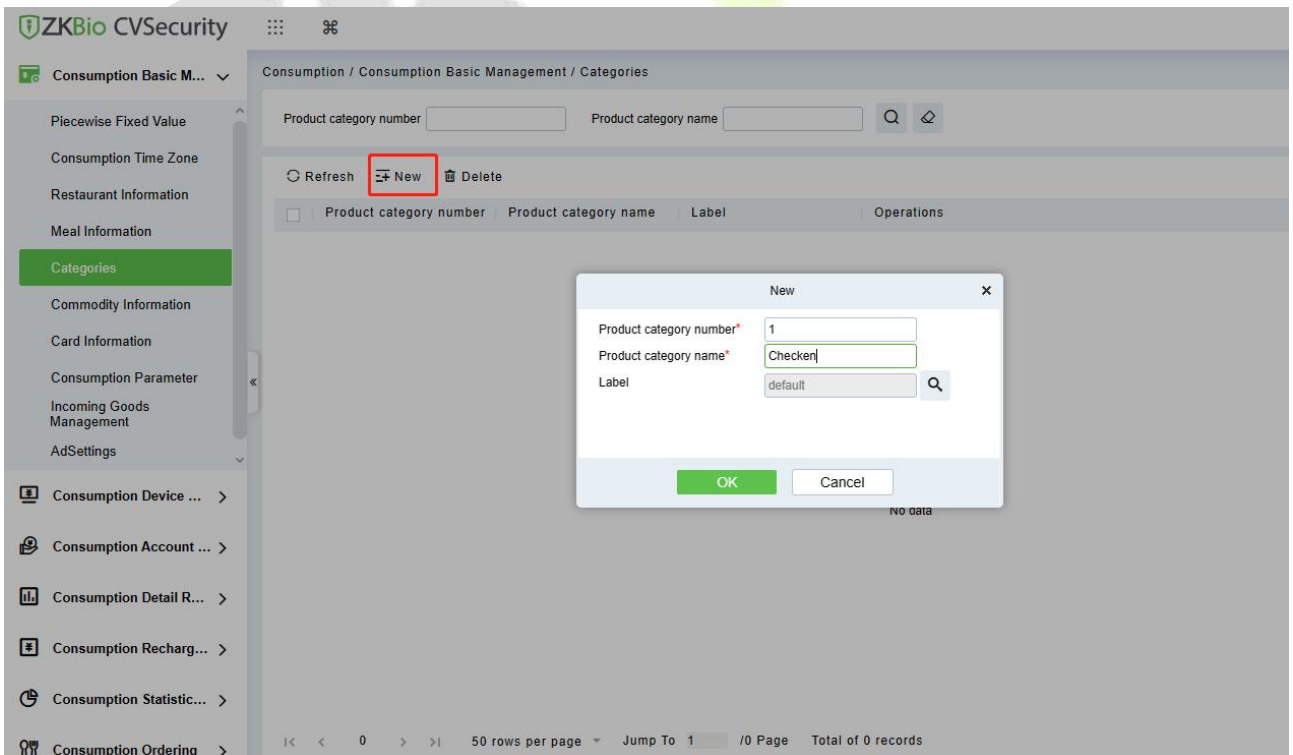 ZKBio CVSecurity
Consumption Basic M...
Consumption / Consumption Basic Management / Categories
Piecewise Fixed Value
Consumption Time Zone
Restaurant Information
Meal Information
Categories
Commodity Information
Card Information
Consumption Parameter
Incoming Goods
Management
AdSettings
Consumption Device ...
Consumption Account ...
Consumption Detail R...
Consumption Recharg...
Consumption Statistic...
Consumption Ordering
Product category number Product category name
Refresh New Delete
Product category number Product category name Label Operations
New
Product category number* 1
Product category name* Checken
Label default
OK Cancel
No data
0 50 rows per page Jump To 1 /0 Page Total of 0 records